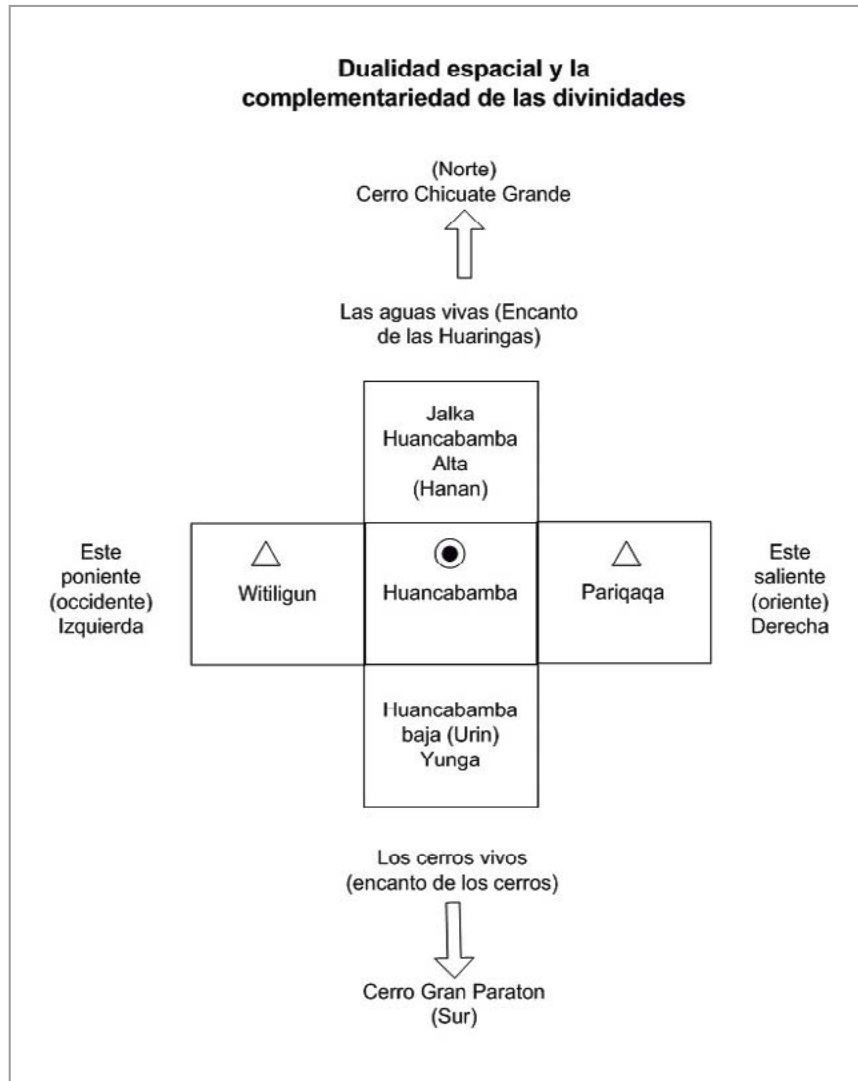 Dualidad espacial y la
complementariedad de las divinidades
(Norte)
Cerro Chicuate Grande
Las aguas vivas (Encanto
de las Huaringas)
Jalka
Huancabamba
Alta
(Hanan)
Este
poniente
(occidente)
Izquierda
Witiligun
Huancabamba
Pariqaqa
Este
saliente
(oriente)
Derecha
Huancabamba
baja (Urin)
Yunga
Los cerros vivos
(encanto de los cerros)
Cerro Gran Paraton
(Sur)